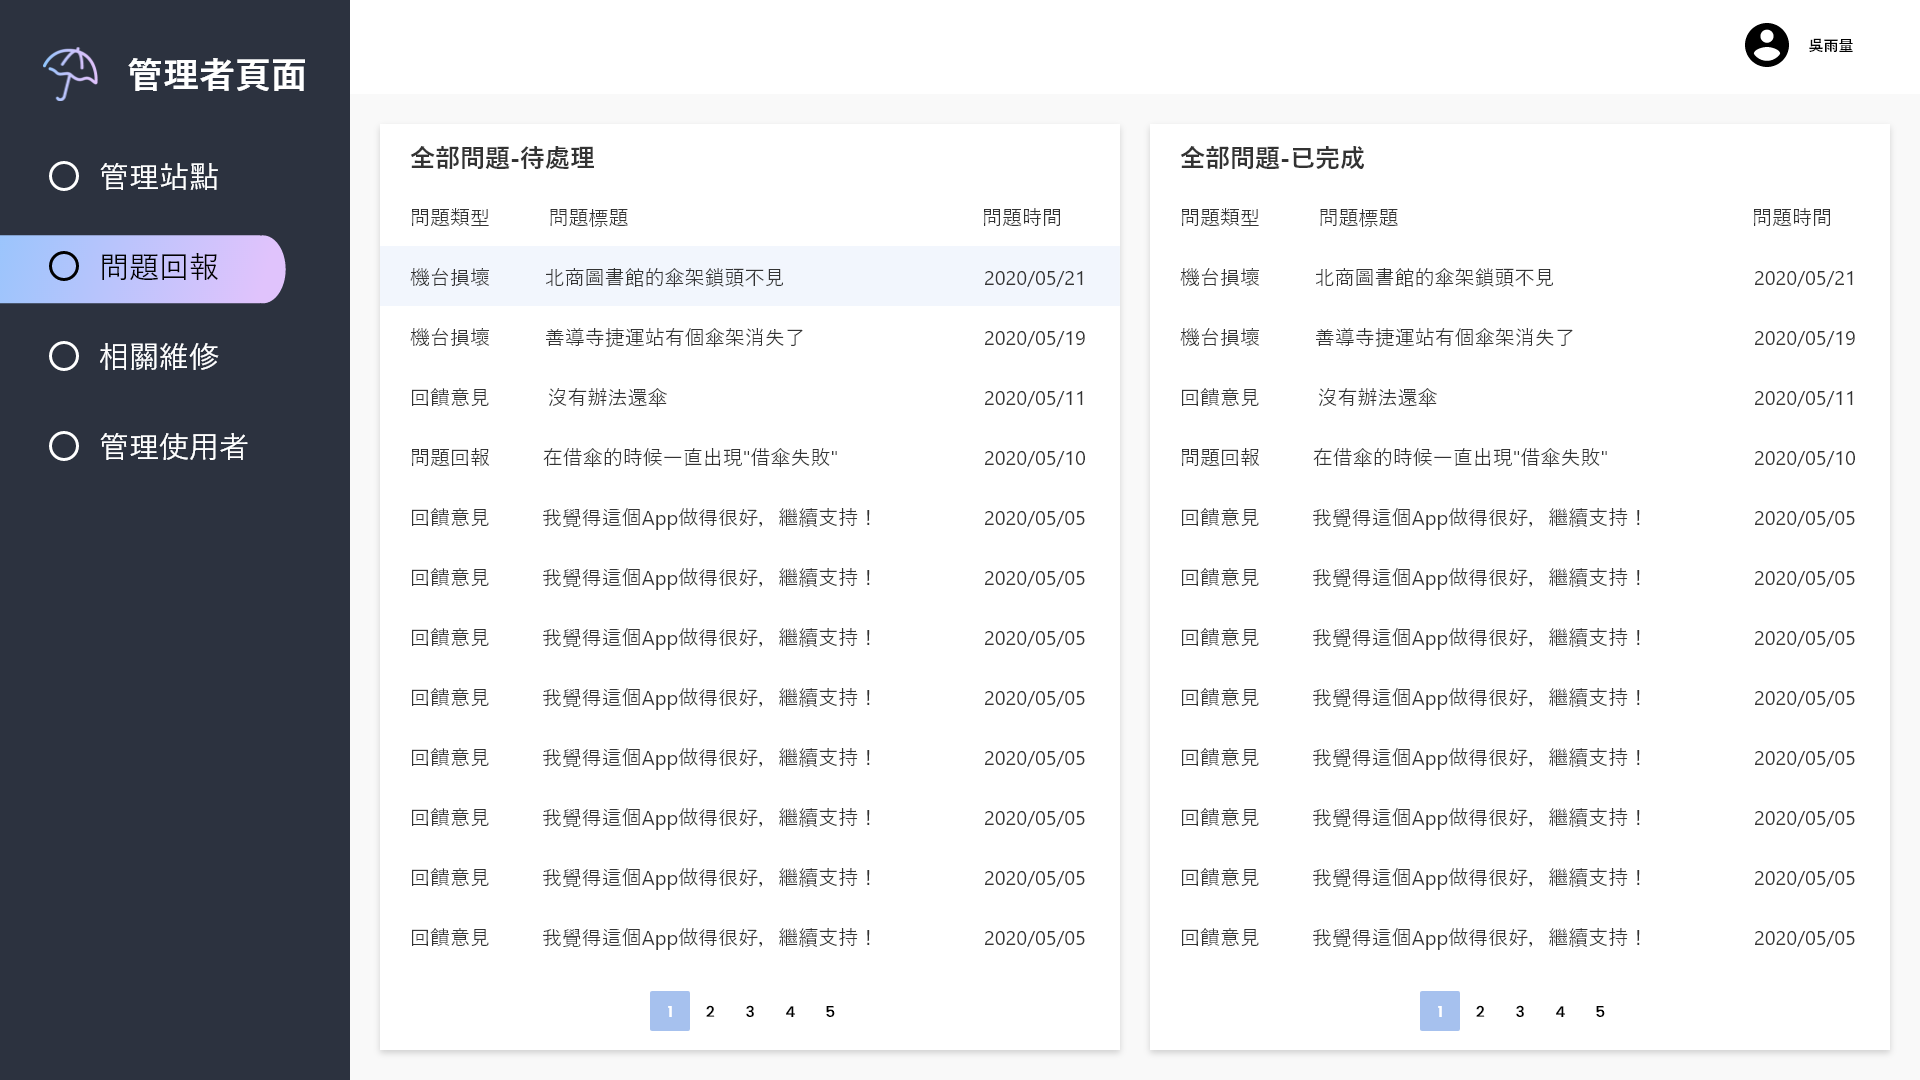 管理者頁面
管理站點
問題回報
相關維修
管理使用者
吳雨量
全部問題-待處理
問題類型 問題標題 問題時間
機台損壞 北商圖書館的傘架鎖頭不見 2020/05/21
機台損壞 善導寺捷運站有個傘架消失了 2020/05/19
回饋意見 沒有辦法還傘 2020/05/11
問題回報 在借傘的時候一直出現"借傘失敗" 2020/05/10
回饋意見 我覺得這個App做得很好，繼續支持！ 2020/05/05
回饋意見 我覺得這個App做得很好，繼續支持！ 2020/05/05
回饋意見 我覺得這個App做得很好，繼續支持！ 2020/05/05
回饋意見 我覺得這個App做得很好，繼續支持！ 2020/05/05
回饋意見 我覺得這個App做得很好，繼續支持！ 2020/05/05
回饋意見 我覺得這個App做得很好，繼續支持！ 2020/05/05
回饋意見 我覺得這個App做得很好，繼續支持！ 2020/05/05
回饋意見 我覺得這個App做得很好，繼續支持！ 2020/05/05
1 2 3 4 5
全部問題-已完成
問題類型 問題標題 問題時間
機台損壞 北商圖書館的傘架鎖頭不見 2020/05/21
機台損壞 善導寺捷運站有個傘架消失了 2020/05/19
回饋意見 沒有辦法還傘 2020/05/11
問題回報 在借傘的時候一直出現"借傘失敗" 2020/05/10
回饋意見 我覺得這個App做得很好，繼續支持！ 2020/05/05
回饋意見 我覺得這個App做得很好，繼續支持！ 2020/05/05
回饋意見 我覺得這個App做得很好，繼續支持！ 2020/05/05
回饋意見 我覺得這個App做得很好，繼續支持！ 2020/05/05
回饋意見 我覺得這個App做得很好，繼續支持！ 2020/05/05
回饋意見 我覺得這個App做得很好，繼續支持！ 2020/05/05
回饋意見 我覺得這個App做得很好，繼續支持！ 2020/05/05
回饋意見 我覺得這個App做得很好，繼續支持！ 2020/05/05
1 2 3 4 5